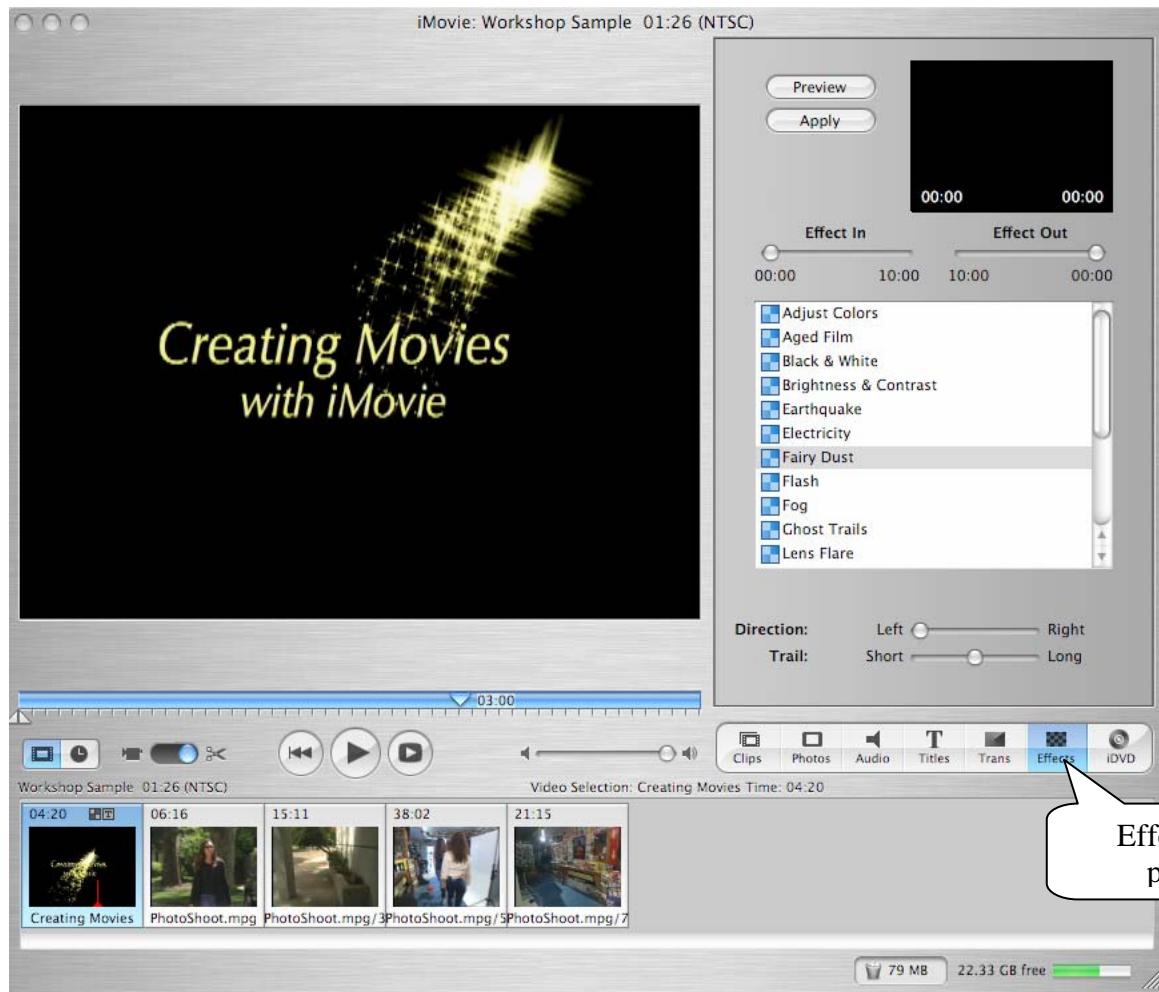 iMovie: Workshop Sample 01:26 (NTSC)
Preview
Apply
00:00 00:00
Effect In Effect Out
00:00 10:00 10:00 00:00
Adjust Colors
Aged Film
Black & White
Brightness & Contrast
Earthquake
Electricity
Fairy Dust
Flash
Fog
Ghost Trails
Lens Flare
Creating Movies
with iMovie
Direction: Left Right
Trail: Short Long
03:00
Clips Photos Audio Titles Trans Effects iDVD
Workshop Sample 01:26 (NTSC) Video Selection: Creating Movies Time: 04:20
04:20 06:16 15:11 38:02 21:15
Creating Movies
with iMovie
Creating Movies PhotoShoot.mpg PhotoShoot.mpg/3 PhotoShoot.mpg/5 PhotoShoot.mpg/7
79 MB 22.33 GB free